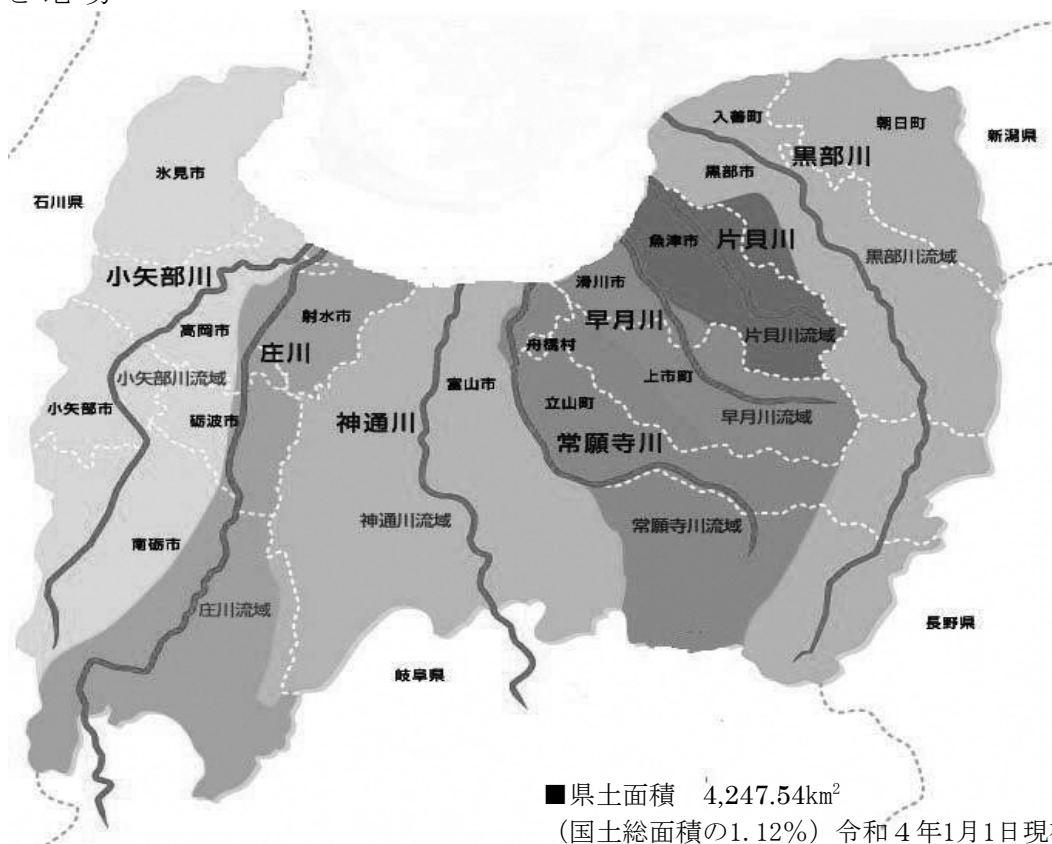 入善町
朝日町
新潟県
黒部川
氷見市
黒部市
石川県
魚津市
片貝川
黒部川流域
小矢部川
滑川市
射水市
早月川
高岡市
片貝川流域
庄川
舟橋村
小矢部川流域
上市町
富山市
小矢部市
立山町
砺波市
早月川流域
神通川
常願寺川
神通川流域
常願寺川流域
南砺市
庄川流域
長野県
岐阜県
■県土面積 4,247.54km²
(国土総面積の1.12%) 令和4年1月1日現